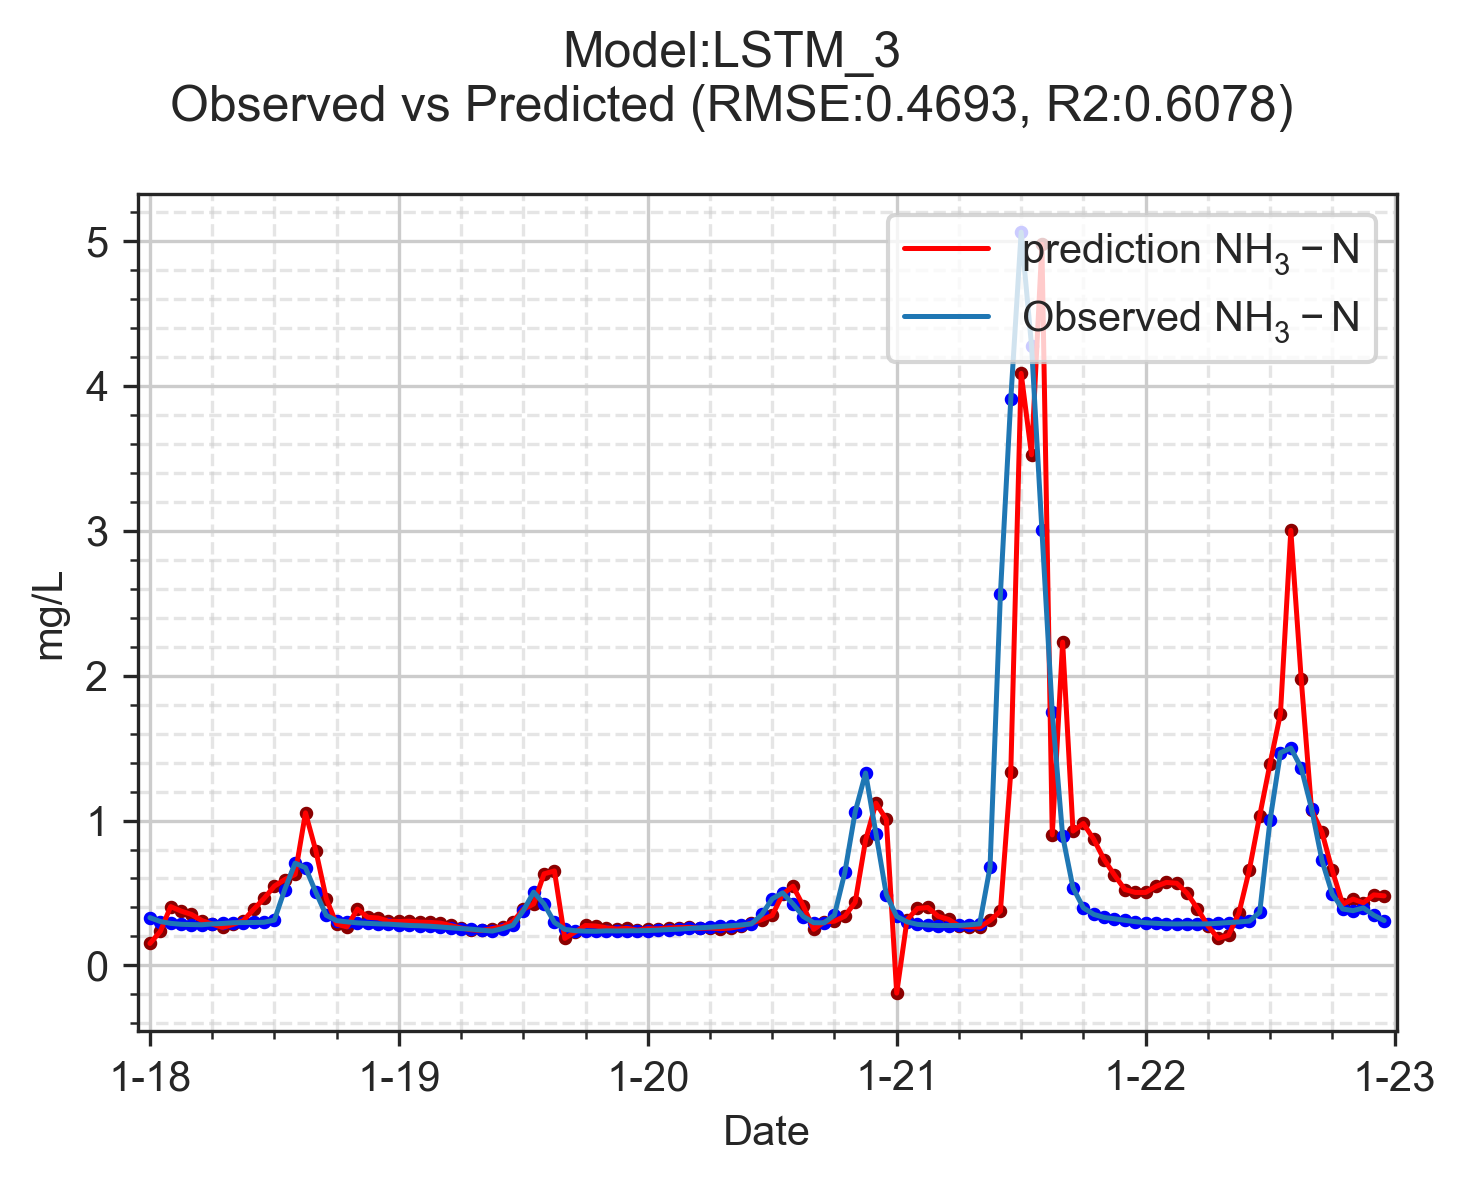 Model:LSTM_3
Observed vs Predicted (RMSE:0.4693, R2:0.6078)
prediction NH₃ − N
Observed NH₃ − N
5
4
3
2
1
0
mg/L
1-18 1-19 1-20 1-21 1-22 1-23
Date